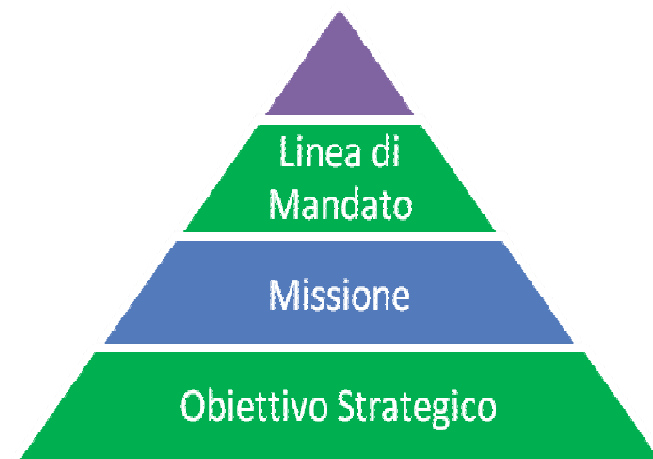 Linea di
Mandato
Missione
Obiettivo Strategico